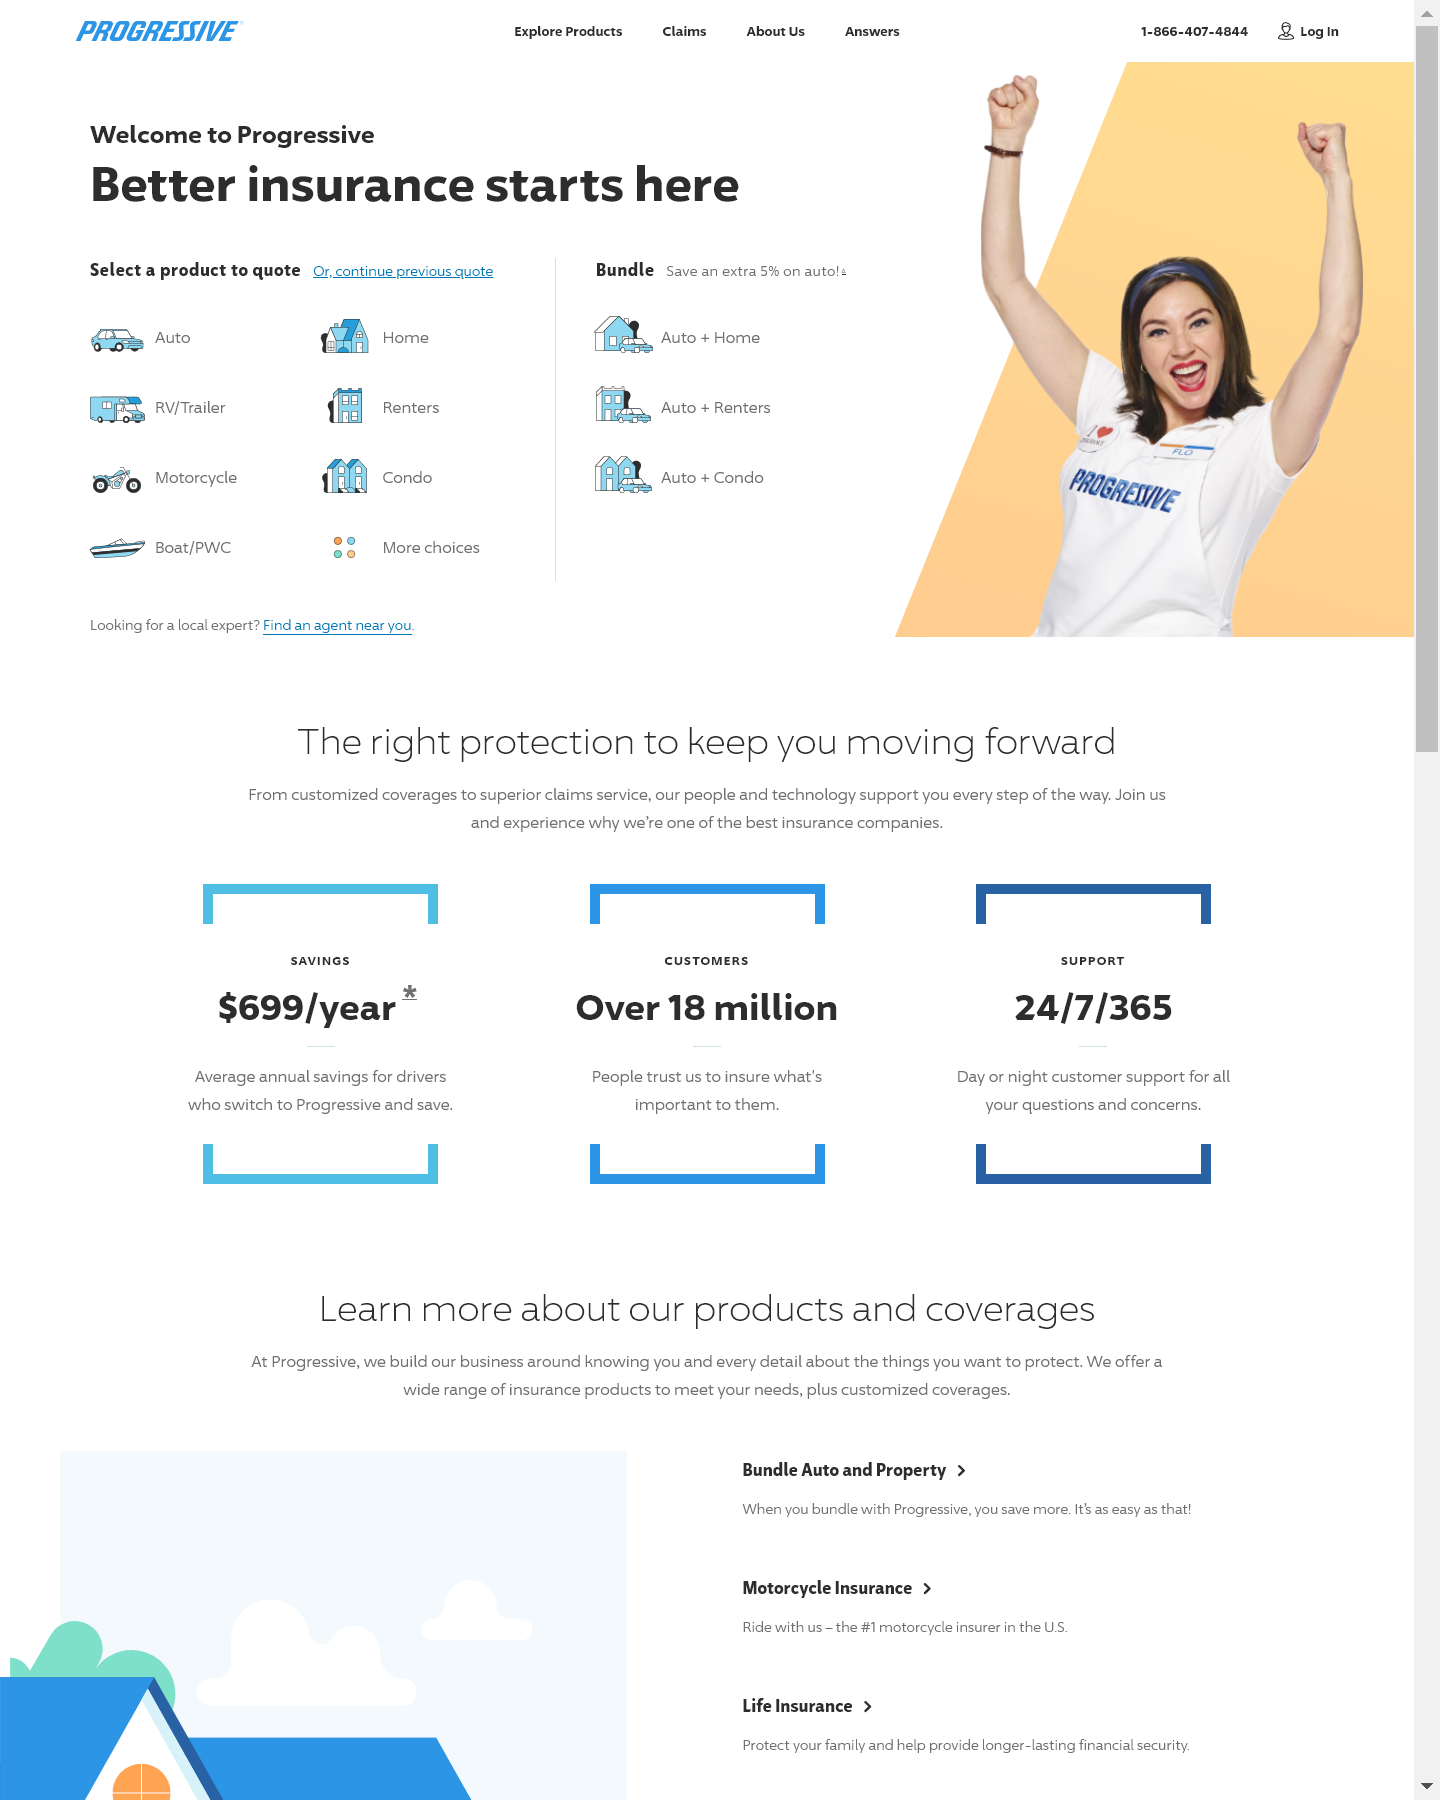 PROGRESSIVE
Explore Products
Claims
About Us
Answers
1-866-407-4844
Log In
Welcome to Progressive
Better insurance starts here
Select a product to quote
Or, continue previous quote
Bundle
Save an extra 5% on auto!
Auto
Home
RV/Trailer
Renters
Motorcycle
Condo
Boat/PWC
More choices
Auto + Home
Auto + Renters
Auto + Condo
Looking for a local expert? Find an agent near you.
I
FLO
PROGRESSIVE
The right protection to keep you moving forward
From customized coverages to superior claims service, our people and technology support you every step of the way. Join us
and experience why we're one of the best insurance companies.
SAVINGS
$699/year*
Average annual savings for drivers
who switch to Progressive and save.
CUSTOMERS
Over 18 million
People trust us to insure what's
important to them.
SUPPORT
24/7/365
Day or night customer support for all
your questions and concerns.
Learn more about our products and coverages
At Progressive, we build our business around knowing you and every detail about the things you want to protect. We offer a
wide range of insurance products to meet your needs, plus customized coverages.
Bundle Auto and Property
When you bundle with Progressive, you save more. It's as easy as that!
Motorcycle Insurance
Ride with us – the #1 motorcycle insurer in the U.S.
Life Insurance
Protect your family and help provide longer-lasting financial security.